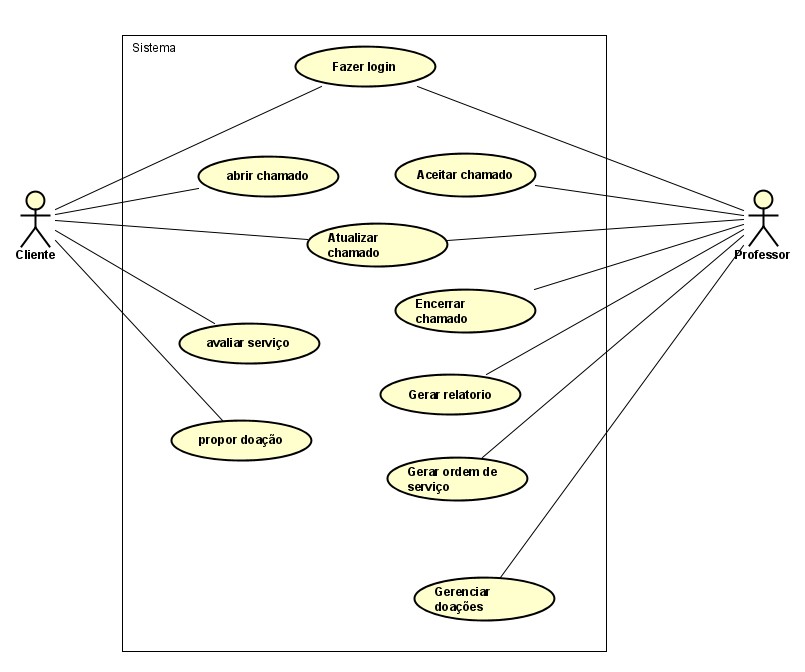 Sistema
Fazer login
abrir chamado
Aceitar chamado
Atualizar
chamado
Cliente
Professor
Encerrar
chamado
avaliar serviço
Gerar relatorio
propor doação
Gerar ordem de
serviço
Gerenciar
doações